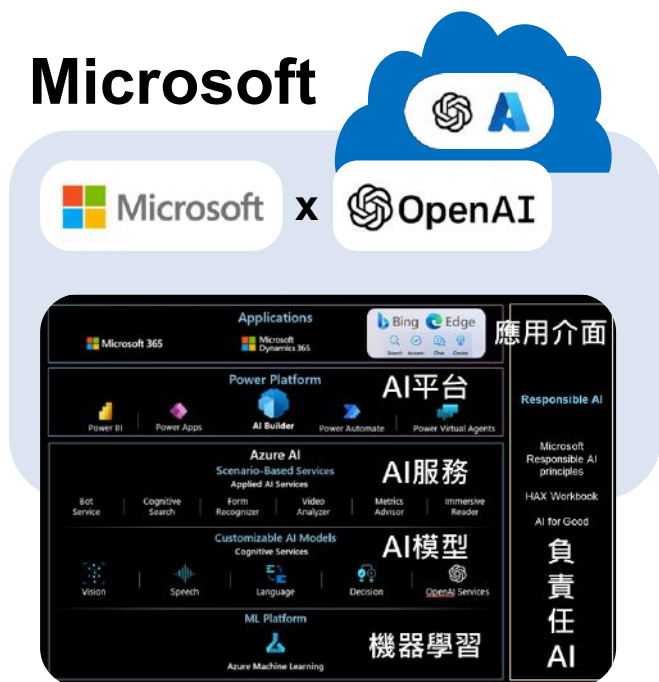 Microsoft
Microsoft x OpenAI
Applications
Microsoft 365
Microsoft Dynamics 365
Bing Edge
Search Answer Chat Create
應用介面
Power Platform
AI平台
Power BI
Power Apps
AI Builder
Power Automate
Power Virtual Agents
Azure AI
Scenario-Based Services
Applied AI Services
AI服務
Bot Service
Cognitive Search
Form Recognizer
Video Analyzer
Metrics Advisor
Immersive Reader
Customizable AI Models
Cognitive Services
AI模型
Vision
Speech
Language
Decision
OpenAI Services
ML Platform
機器學習
Azure Machine Learning
Responsible AI
Microsoft
Responsible AI
principles
HAX Workbook
AI for Good
負
責
任
AI